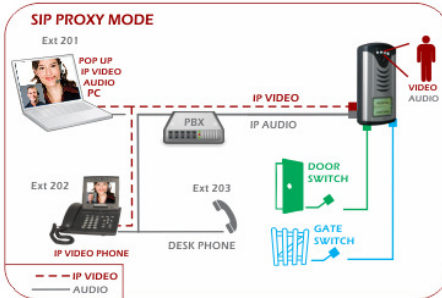 SIP PROXY MODE
Ext 201
POP UP
IP VIDEO
AUDIO
PC
IP VIDEO
PBX
IP AUDIO
VIDEO
AUDIO
Ext 202
Ext 203
DOOR
SWITCH
IP VIDEO PHONE
DESK PHONE
GATE
SWITCH
IP VIDEO
AUDIO